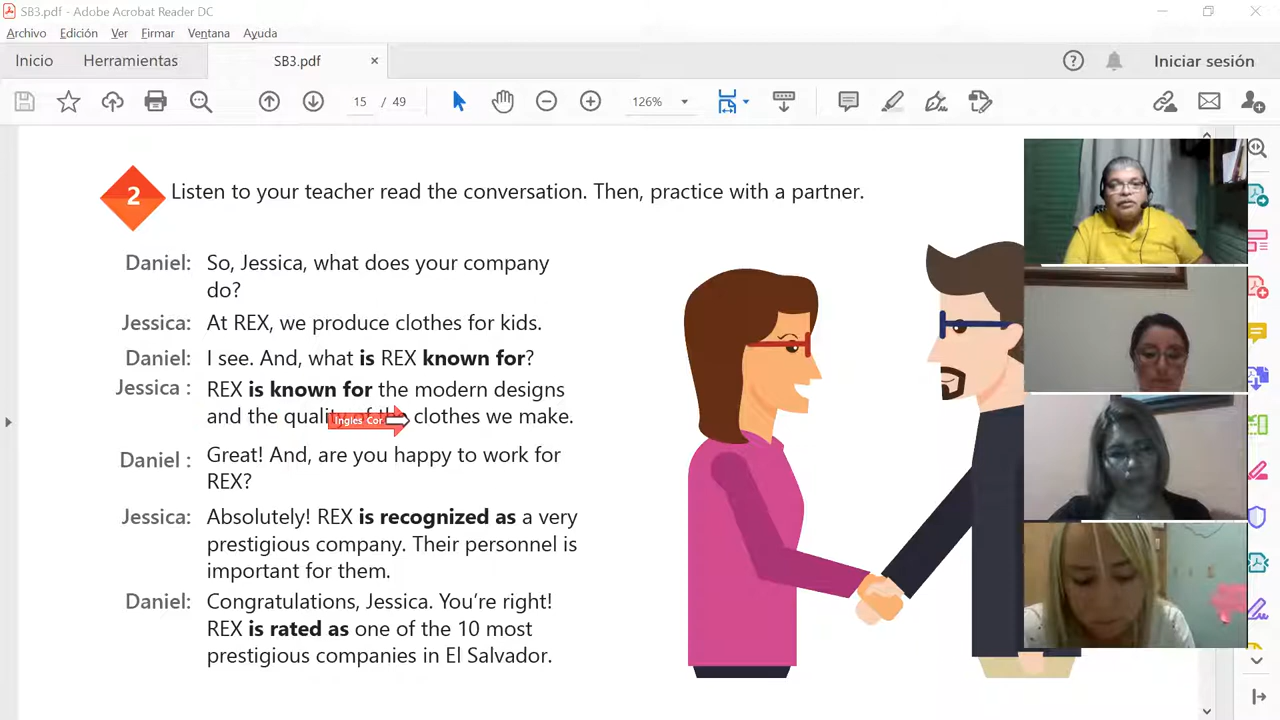 SB3.pdf - Adobe Acrobat Reader DC
Archivo Edición Ver Firmar Ventana Ayuda
Inicio Herramientas SB3.pdf × Iniciar sesión
15 / 49 126%
2 Listen to your teacher read the conversation. Then, practice with a partner.
Daniel: So, Jessica, what does your company
do?
Jessica: At REX, we produce clothes for kids.
Daniel: I see. And, what is REX known for?
Jessica : REX is known for the modern designs
and the quality of the clothes we make.
Ingles Cor
Daniel : Great! And, are you happy to work for
REX?
Jessica: Absolutely! REX is recognized as a very
prestigious company. Their personnel is
important for them.
Daniel: Congratulations, Jessica. You're right!
REX is rated as one of the 10 most
prestigious companies in El Salvador.